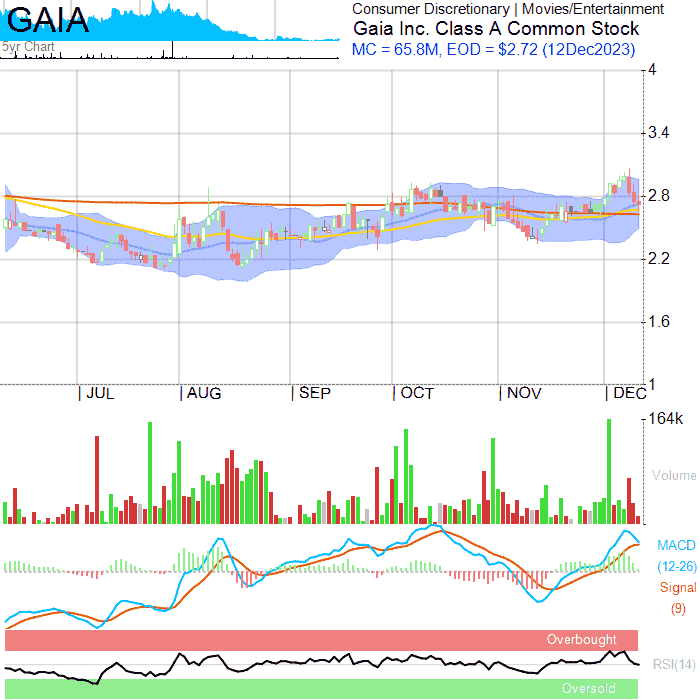 GAIA
5yr Chart
Consumer Discretionary | Movies/Entertainment
Gaia Inc. Class A Common Stock
MC = 65.8M, EOD = $2.72 (12Dec2023)
4
3.4
2.8
2.2
1.6
1
| JUL | AUG | SEP | OCT | NOV | DEC
164k
Volume
MACD
(12-26)
Signal
(9)
Overbought
RSI(14)
Oversold